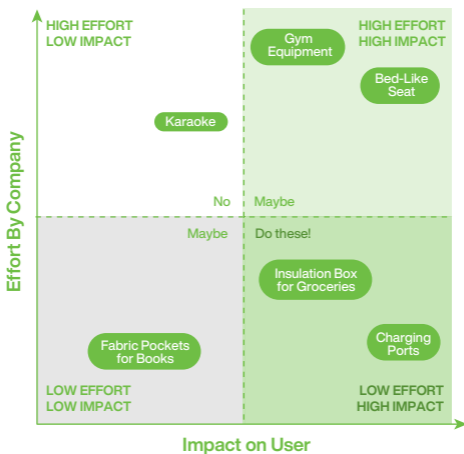 HIGH EFFORT
LOW IMPACT
Gym
Equipment
HIGH EFFORT
HIGH IMPACT
Bed-Like
Seat
Karaoke
No
Maybe
Maybe
Do these!
Insulation Box
for Groceries
Fabric Pockets
for Books
Charging
Ports
LOW EFFORT
LOW IMPACT
LOW EFFORT
HIGH IMPACT
Effort By Company
Impact on User